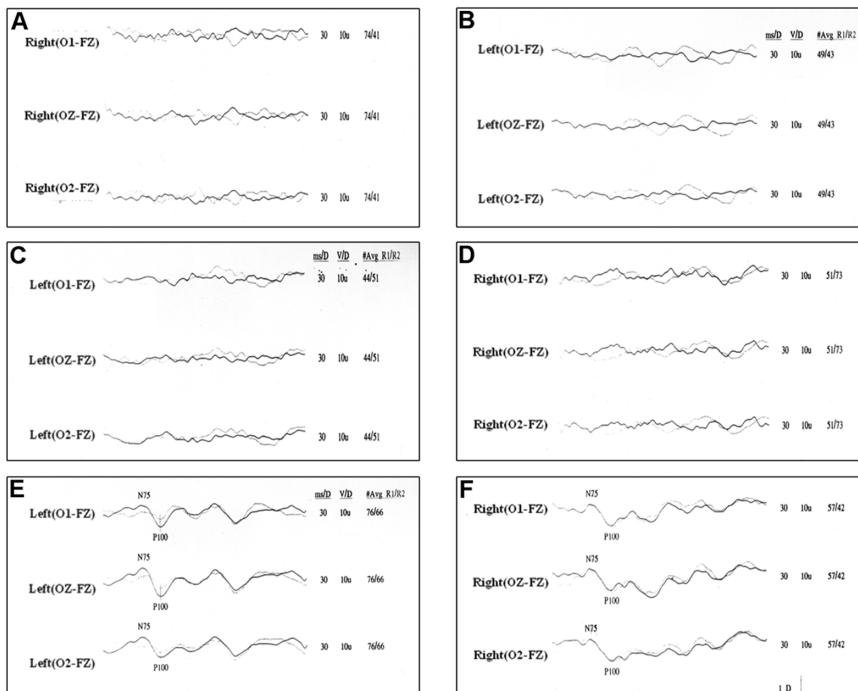 A
Right(O1-FZ) 30 10u 74/41
Right(OZ-FZ) 30 10u 74/41
Right(O2-FZ) 30 10u 74/41
B
ms/D V/D #Avg R1/R2
Left(O1-FZ) 30 10u 49/43
Left(OZ-FZ) 30 10u 49/43
Left(O2-FZ) 30 10u 49/43
C
ms/D V/D #Avg R1/R2
Left(O1-FZ) 30 10u 44/51
Left(OZ-FZ) 30 10u 44/51
Left(O2-FZ) 30 10u 44/51
D
Right(O1-FZ) 30 10u 51/73
Right(OZ-FZ) 30 10u 51/73
Right(O2-FZ) 30 10u 51/73
E
N75 ms/D V/D #Avg R1/R2
Left(O1-FZ) 30 10u 76/66
P100
N75
Left(OZ-FZ) 30 10u 76/66
P100
N75
Left(O2-FZ) 30 10u 76/66
P100
F
N75
Right(O1-FZ) 30 10u 57/42
P100
N75
Right(OZ-FZ) 30 10u 57/42
P100
N75
Right(O2-FZ) 30 10u 57/42
P100